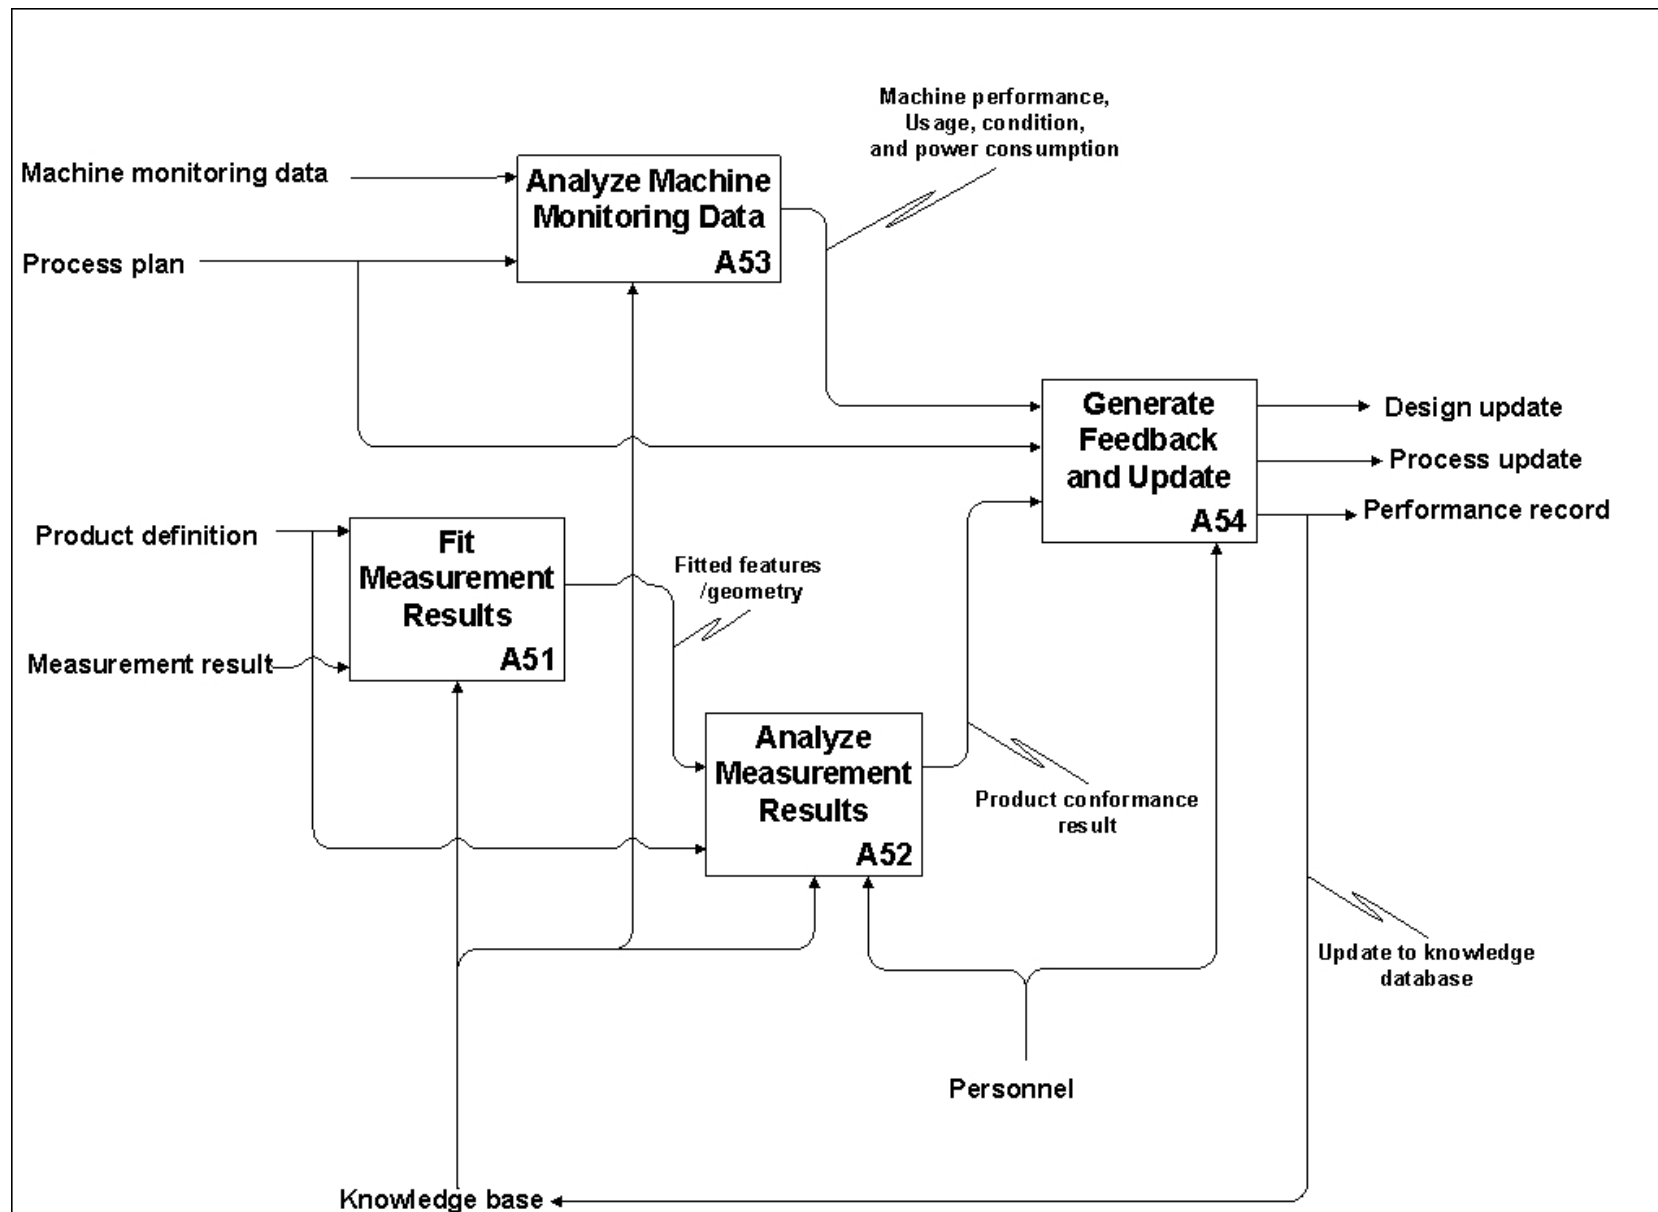 Machine performance,
Usage, condition,
and power consumption
Machine monitoring data
Analyze Machine
Monitoring Data
A53
Process plan
Generate
Feedback
and Update
A54
Design update
Process update
Performance record
Product definition
Fit
Measurement
Results
A51
Fitted features
/geometry
Measurement result
Analyze
Measurement
Results
A52
Product conformance
result
Update to knowledge
database
Personnel
Knowledge base